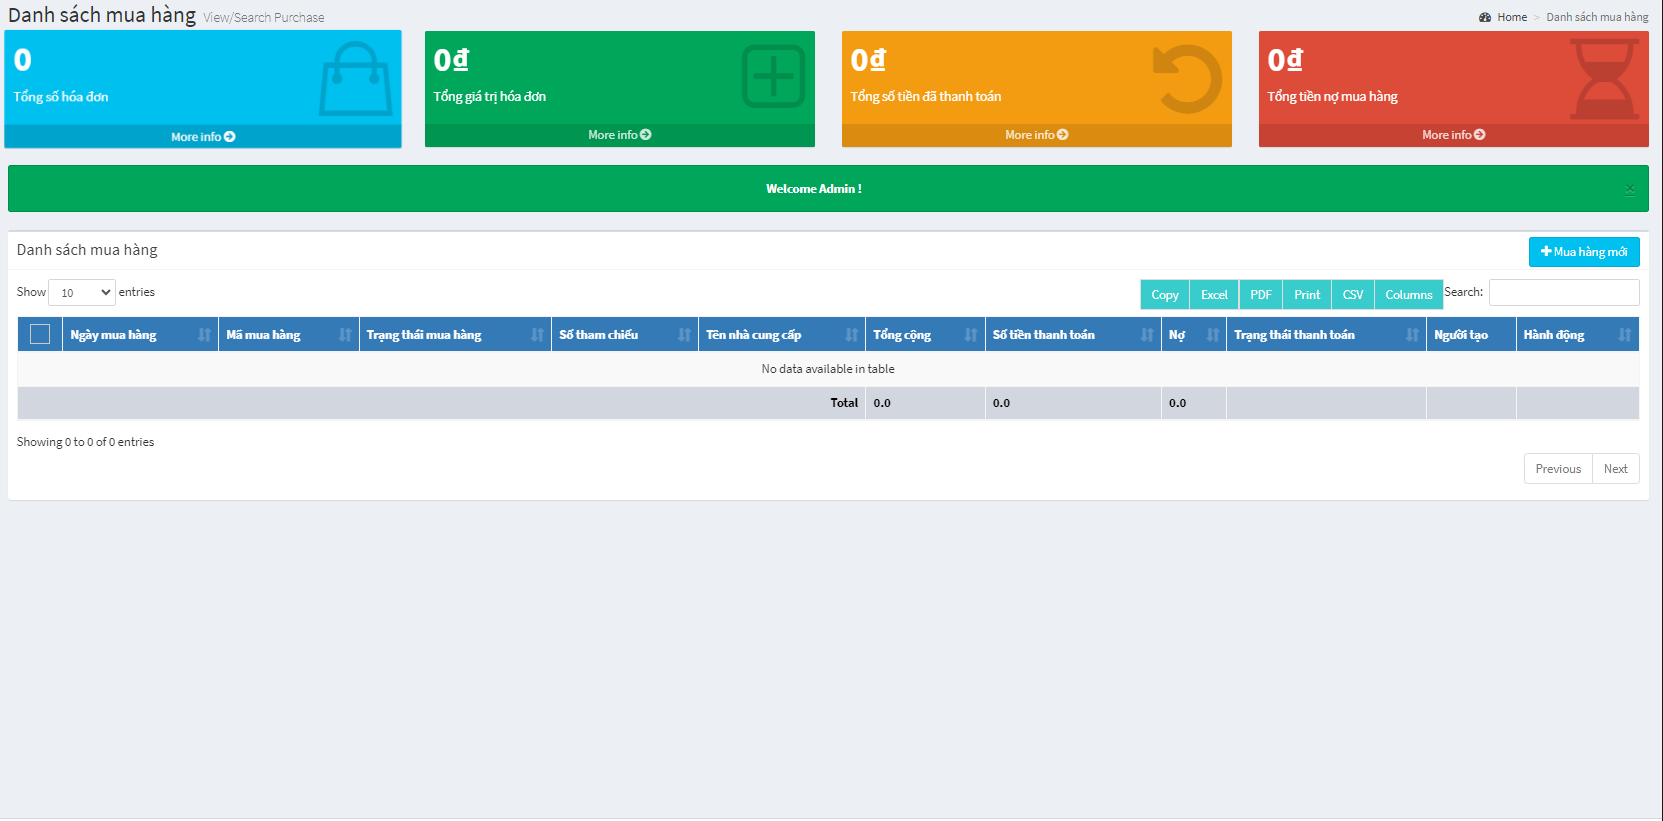 Danh sách mua hàng View/Search Purchase
Home > Danh sách mua hàng
0
Tổng số hóa đơn
More info
0₫
Tổng giá trị hóa đơn
More info
0₫
Tổng số tiền đã thanh toán
More info
0₫
Tổng tiền nợ mua hàng
More info
Welcome Admin !
×
Danh sách mua hàng
Mua hàng mới
Show 10 entries
Copy Excel PDF Print CSV Columns Search:
Ngày mua hàng Mã mua hàng Trạng thái mua hàng Số tham chiếu Tên nhà cung cấp Tổng cộng Số tiền thanh toán Nợ Trạng thái thanh toán Người tạo Hành động
No data available in table
Total 0.0 0.0 0.0
Showing 0 to 0 of 0 entries
Previous Next